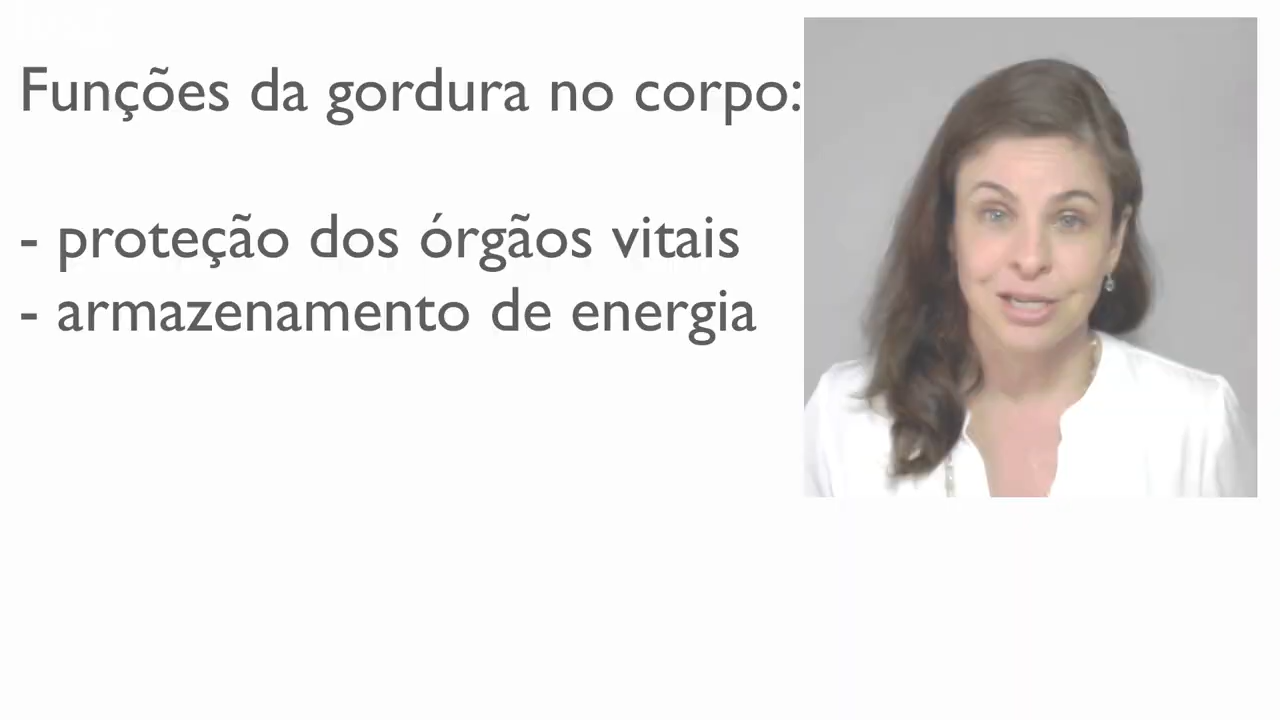 Funções da gordura no corpo:
- proteção dos órgãos vitais
- armazenamento de energia